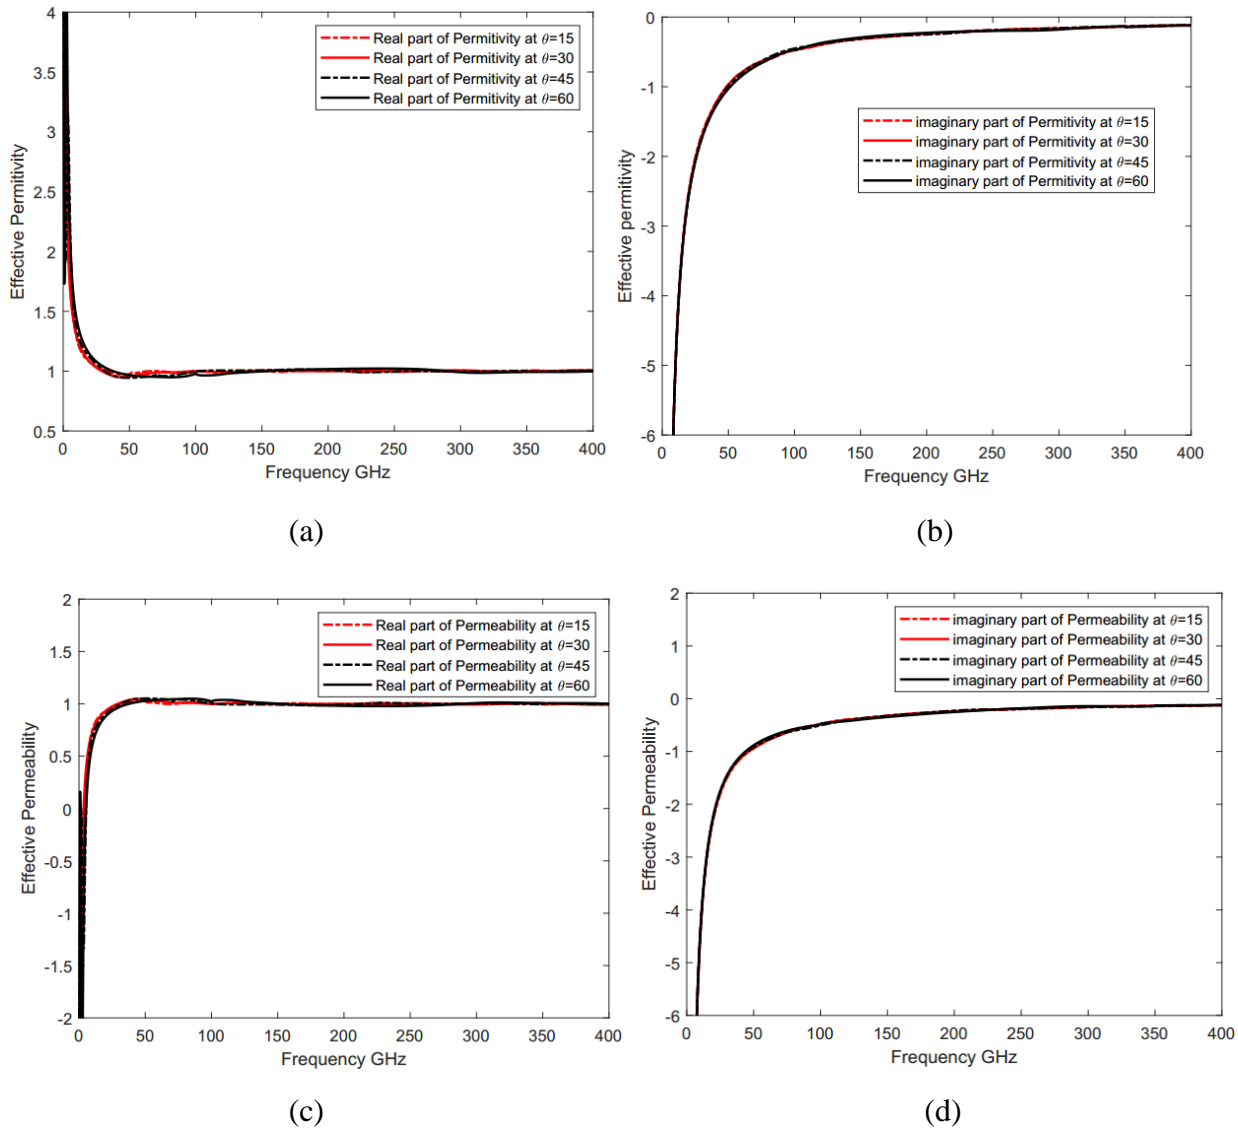 4
3.5
3
2.5
2
1.5
1
0.5
Effective Permitivity
Real part of Permitivity at θ=15
Real part of Permitivity at θ=30
Real part of Permitivity at θ=45
Real part of Permitivity at θ=60
0 50 100 150 200 250 300 350 400
Frequency GHz
(a)
0
-1
-2
-3
-4
-5
-6
Effective permitivity
imaginary part of Permitivity at θ=15
imaginary part of Permitivity at θ=30
imaginary part of Permitivity at θ=45
imaginary part of Permitivity at θ=60
0 50 100 150 200 250 300 350 400
Frequency GHz
(b)
2
1.5
1
0.5
0
-0.5
-1
-1.5
-2
Effective Permeability
Real part of Permeability at θ=15
Real part of Permeability at θ=30
Real part of Permeability at θ=45
Real part of Permeability at θ=60
0 50 100 150 200 250 300 350 400
Frequency GHz
(c)
2
1
0
-1
-2
-3
-4
-5
-6
Effective Permeability
imaginary part of Permeability at θ=15
imaginary part of Permeability at θ=30
imaginary part of Permeability at θ=45
imaginary part of Permeability at θ=60
0 50 100 150 200 250 300 350 400
Frequency GHz
(d)